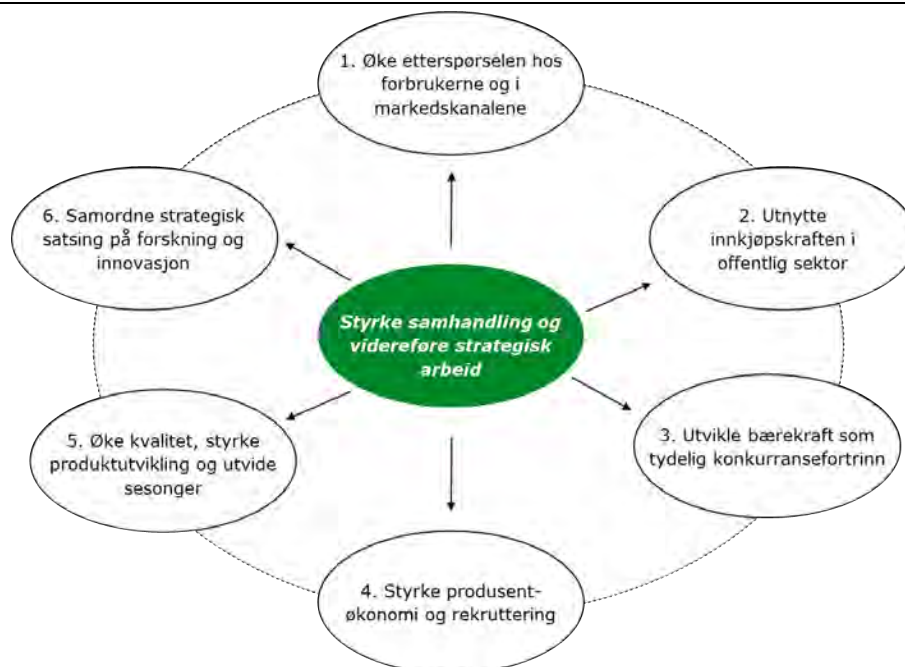 1. Øke etterspørselen hos
forbrukerne og i
markedskanalene
2. Utnytte
innkjøpskraften i
offentlig sektor
3. Utvikle bærekraft som
tydelig konkurransefortrinn
4. Styrke produsent-
økonomi og rekruttering
5. Øke kvalitet, styrke
produktutvikling og utvide
sesonger
6. Samordne strategisk
satsing på forskning og
innovasjon
Styrke samhandling og
videreføre strategisk
arbeid